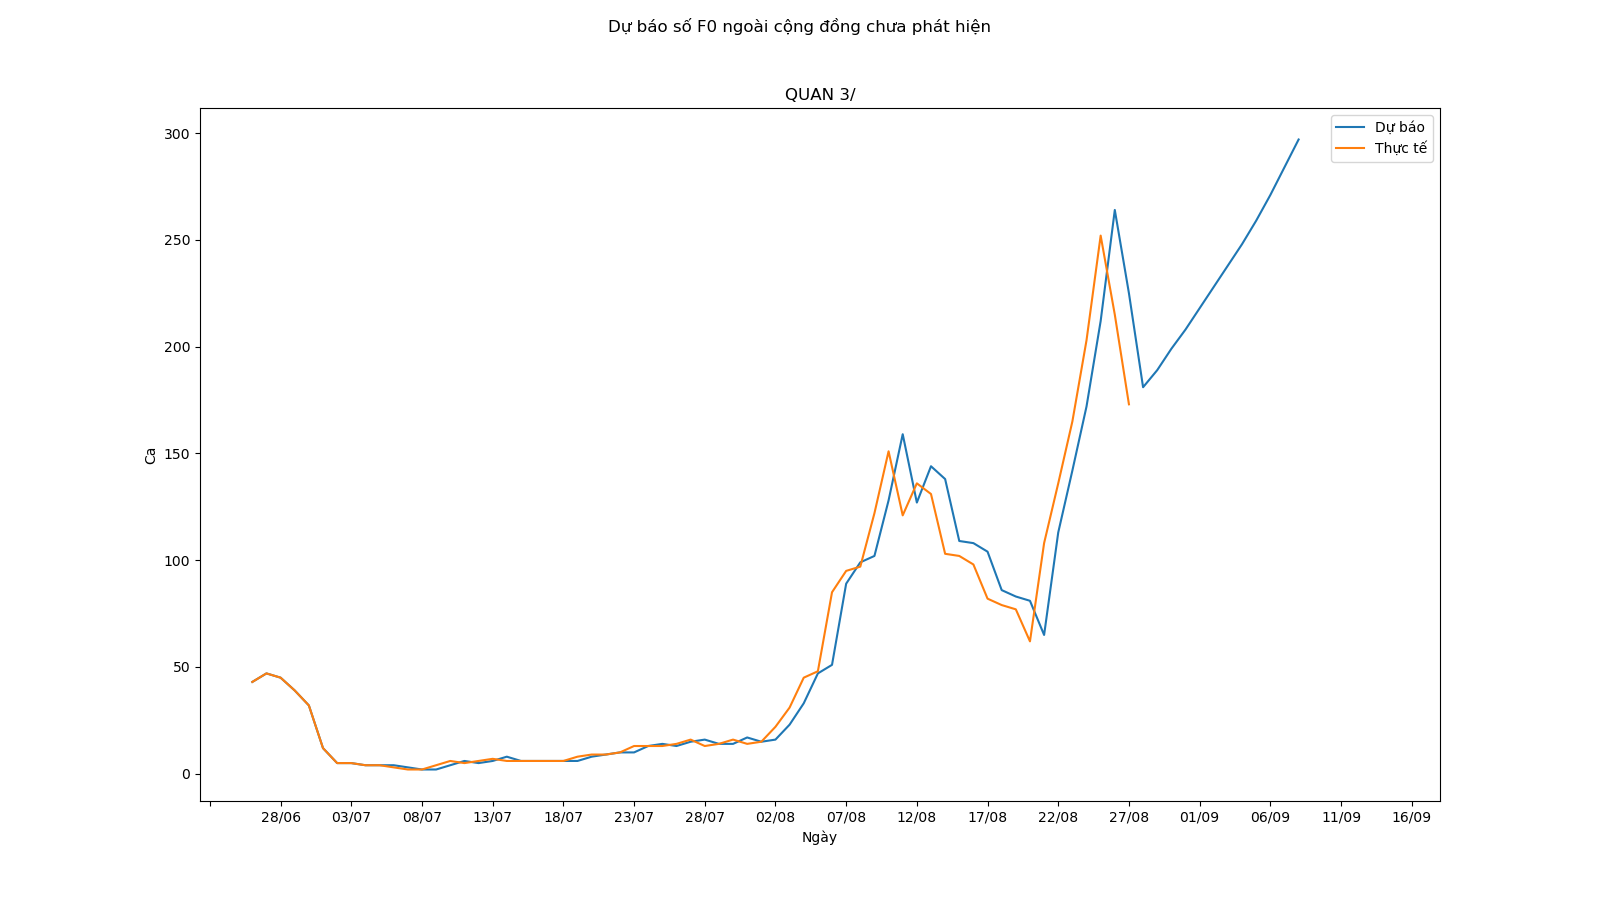 Dự báo số F0 ngoài cộng đồng chưa phát hiện
QUAN 3/
Dự báo
Thực tế
300
250
200
150
100
50
0
Ca
28/06 03/07 08/07 13/07 18/07 23/07 28/07 02/08 07/08 12/08 17/08 22/08 27/08 01/09 06/09 11/09 16/09
Ngày